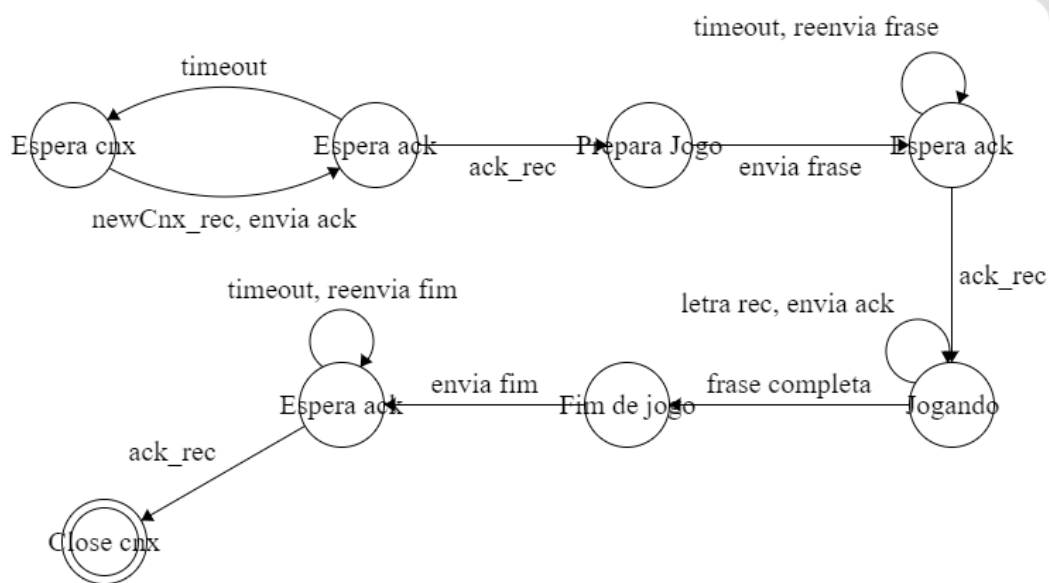 timeout, reenvia frase
timeout
Espera cnx
Espera ack
Prepara Jogo
Espera ack
ack_rec
envia frase
newCnx_rec, envia ack
ack_rec
timeout, reenvia fim
letra rec, envia ack
envia fim
frase completa
Espera ack
Fim de jogo
Jogando
ack_rec
Close cnx